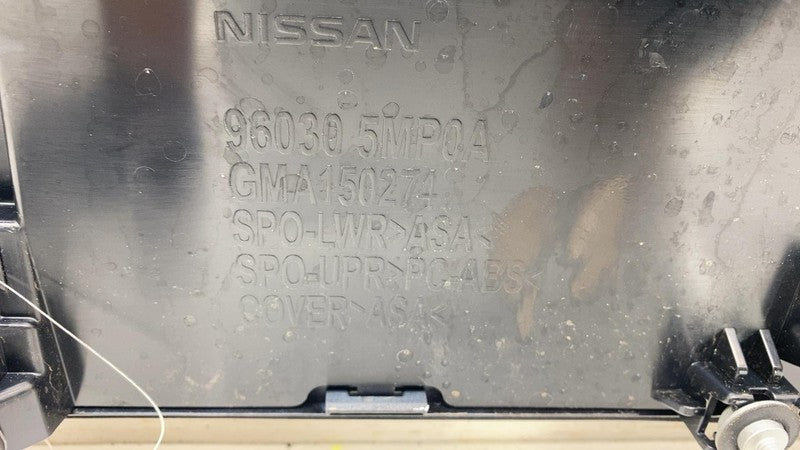 NISSAN
96030 5MP0A
GMA150274
SPO-LWR>ASA<
SPO-UPR>PC-ABS<
COVER>ASA<